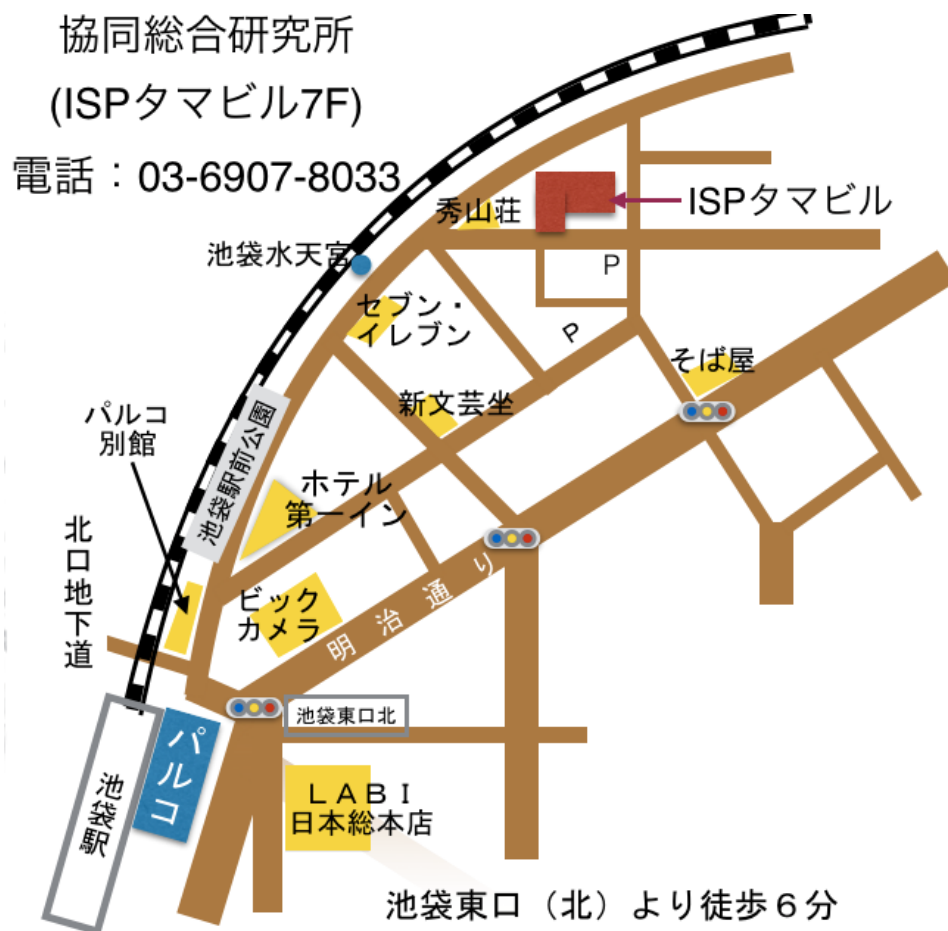 協同総合研究所
(ISPタマビル7F)
電話：03-6907-8033
秀山荘
ISPタマビル
池袋水天宮
P
セブン・
イレブン
P
そば屋
新文芸坐
パルコ
別館
池袋駅前公園
ホテル
第一イン
北口地下道
ビック
カメラ
明治通り
池袋東口北
パルコ
池袋駅
ＬＡＢＩ
日本総本店
池袋東口（北）より徒歩６分